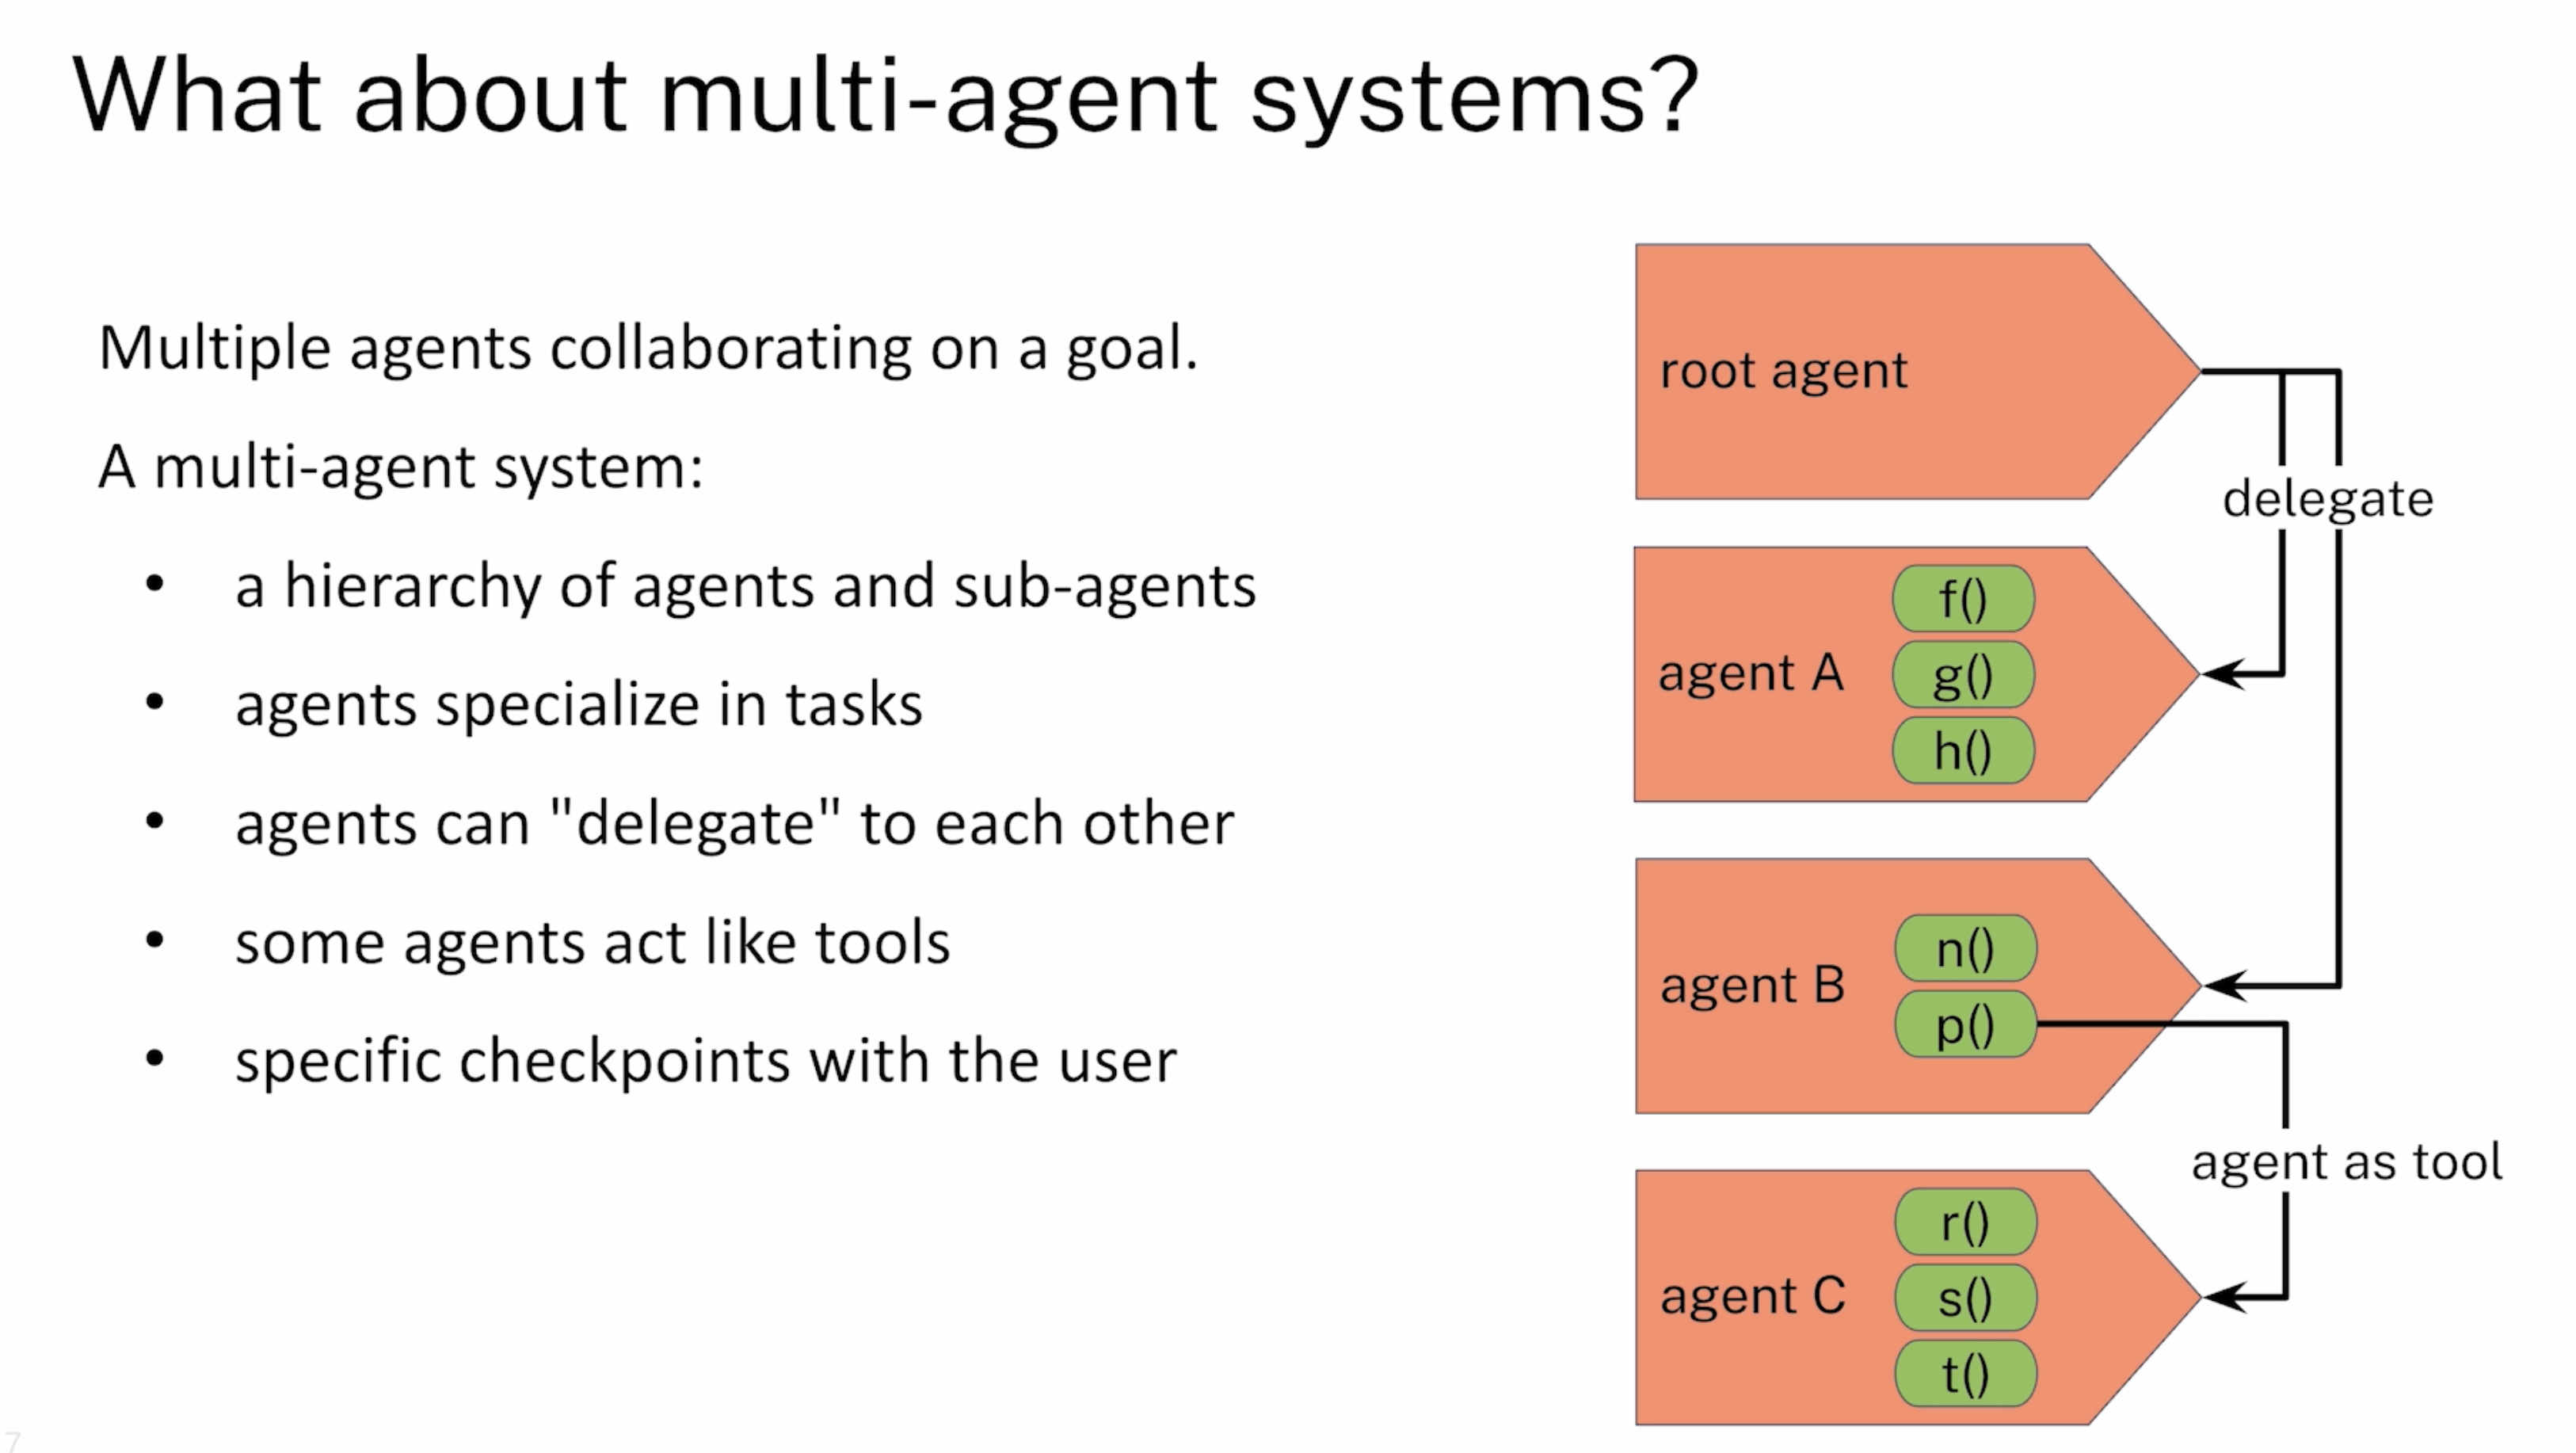 What about multi-agent systems?
Multiple agents collaborating on a goal.
A multi-agent system:
• a hierarchy of agents and sub-agents
• agents specialize in tasks
• agents can "delegate" to each other
• some agents act like tools
• specific checkpoints with the user
root agent
delegate
agent A
f()
g()
h()
agent B
n()
p()
agent as tool
agent C
r()
s()
t()
7